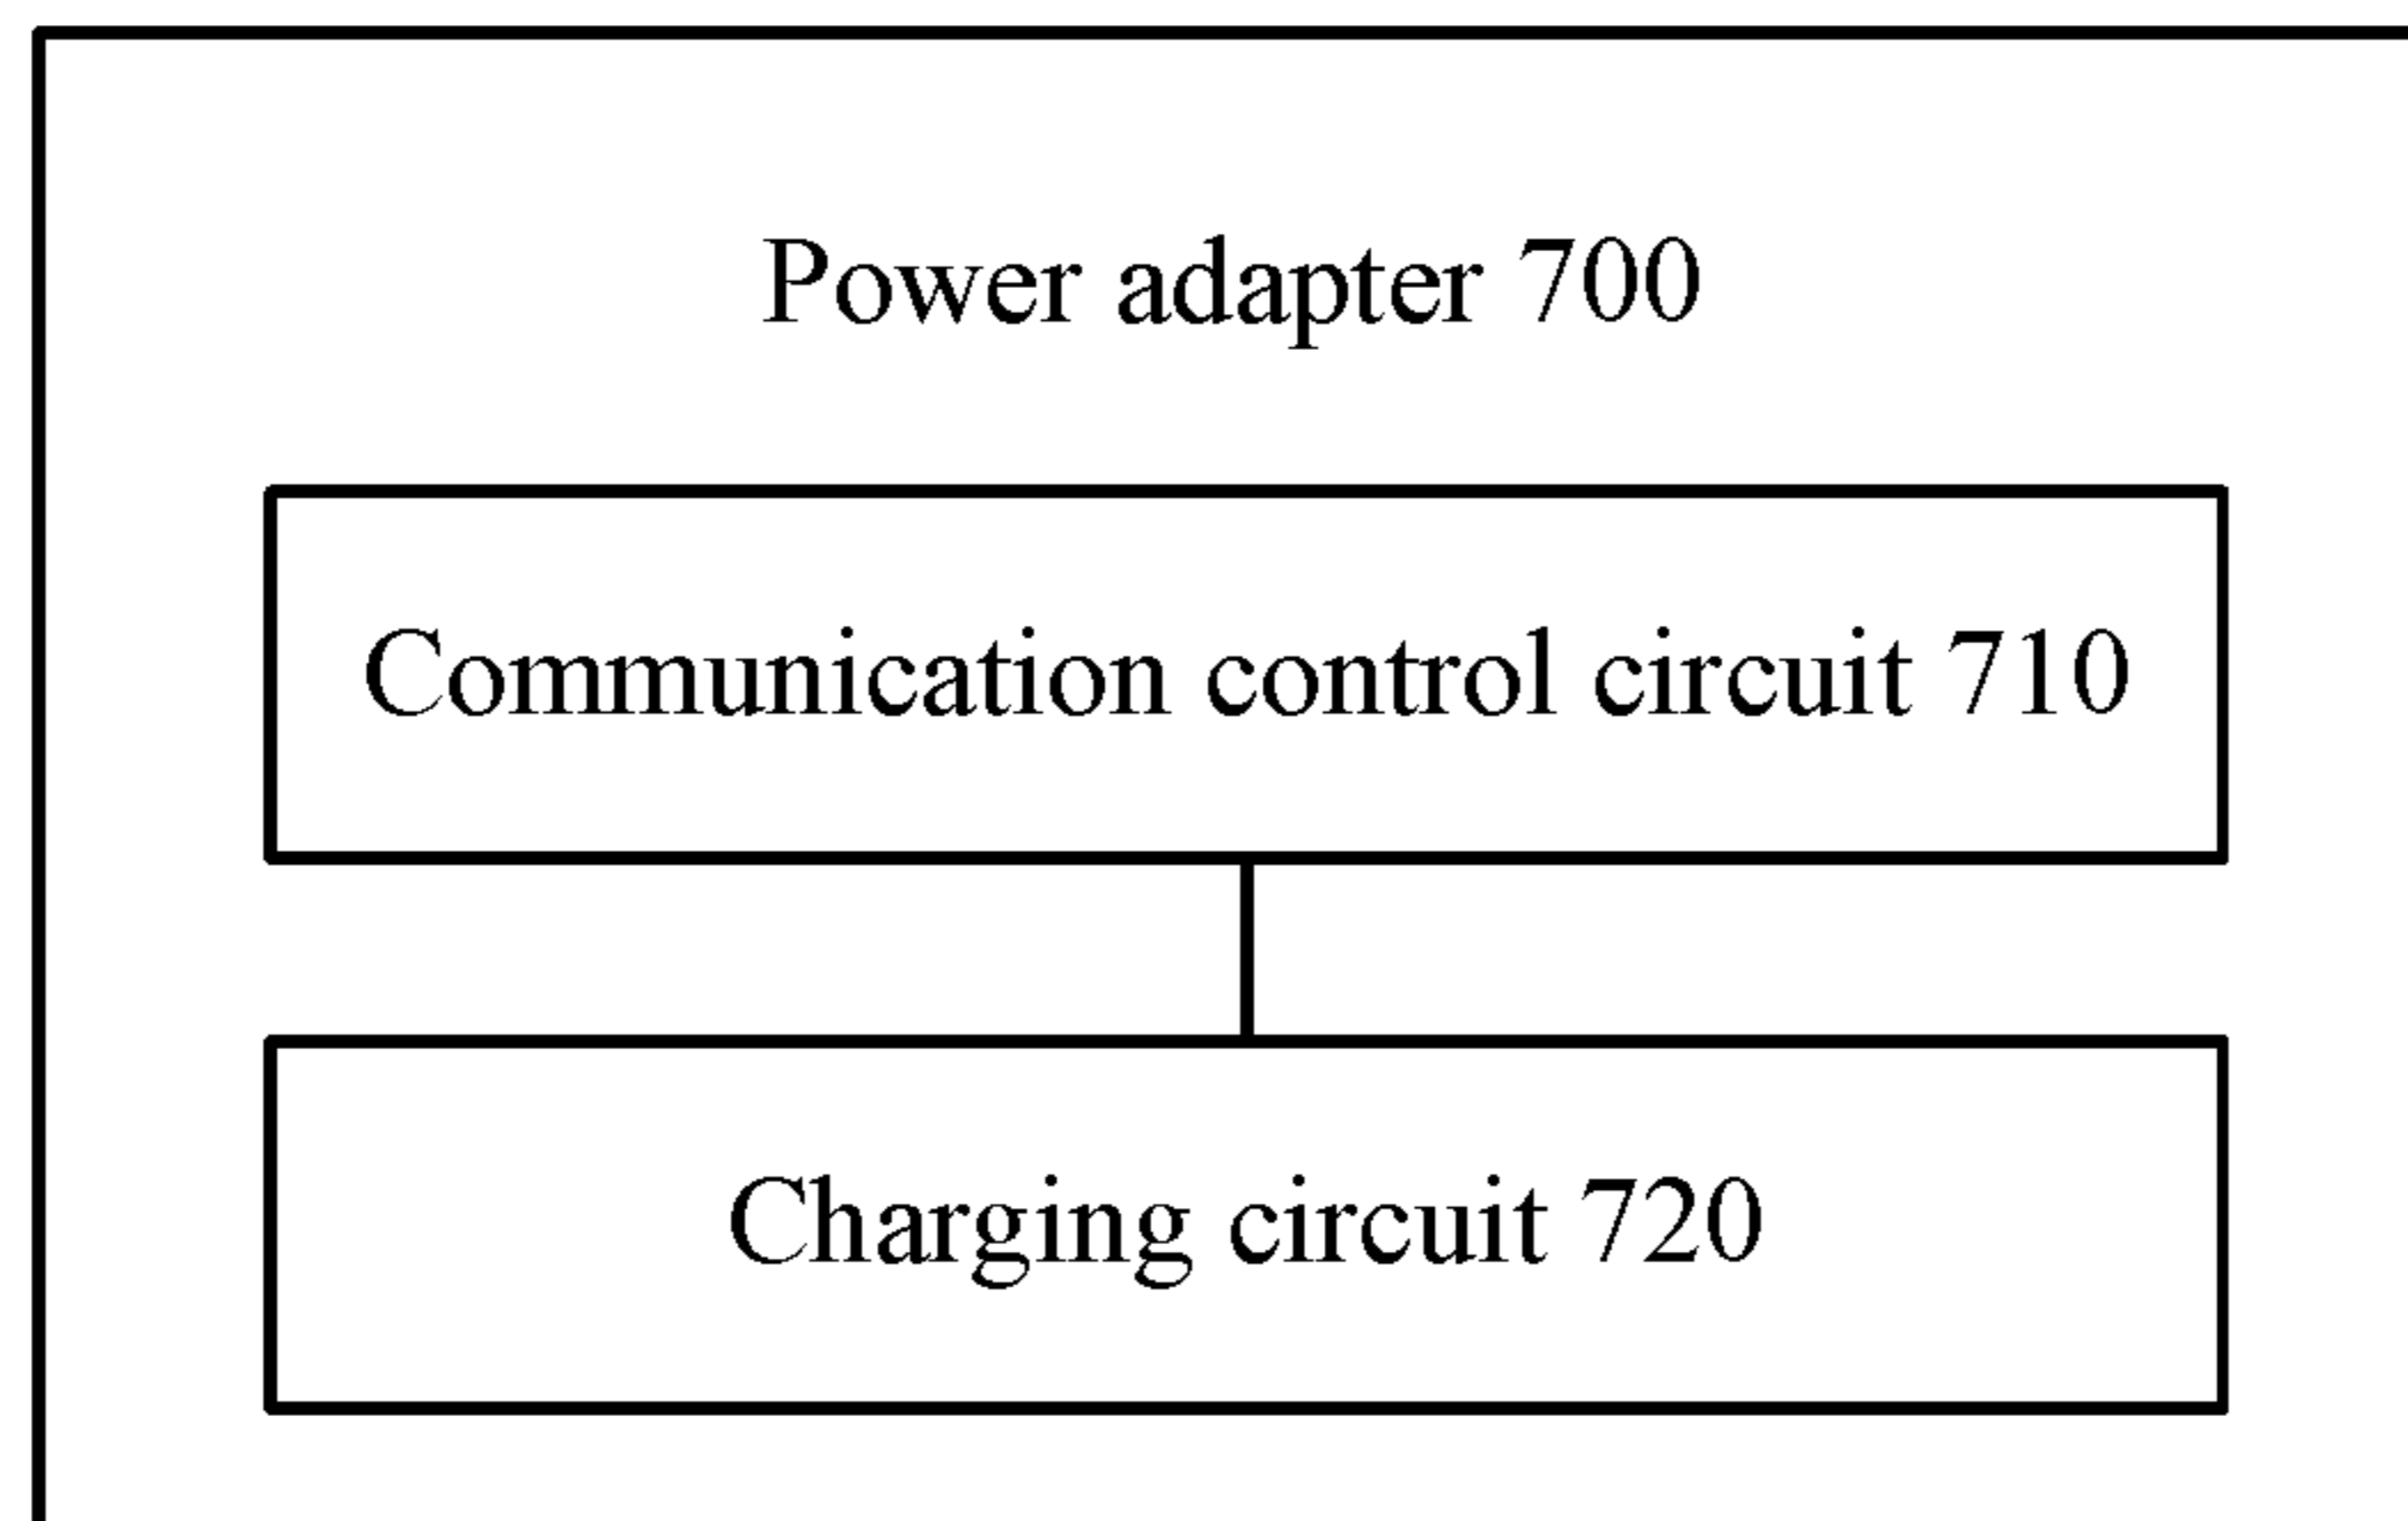 Power adapter 700
Communication control circuit 710
Charging circuit 720